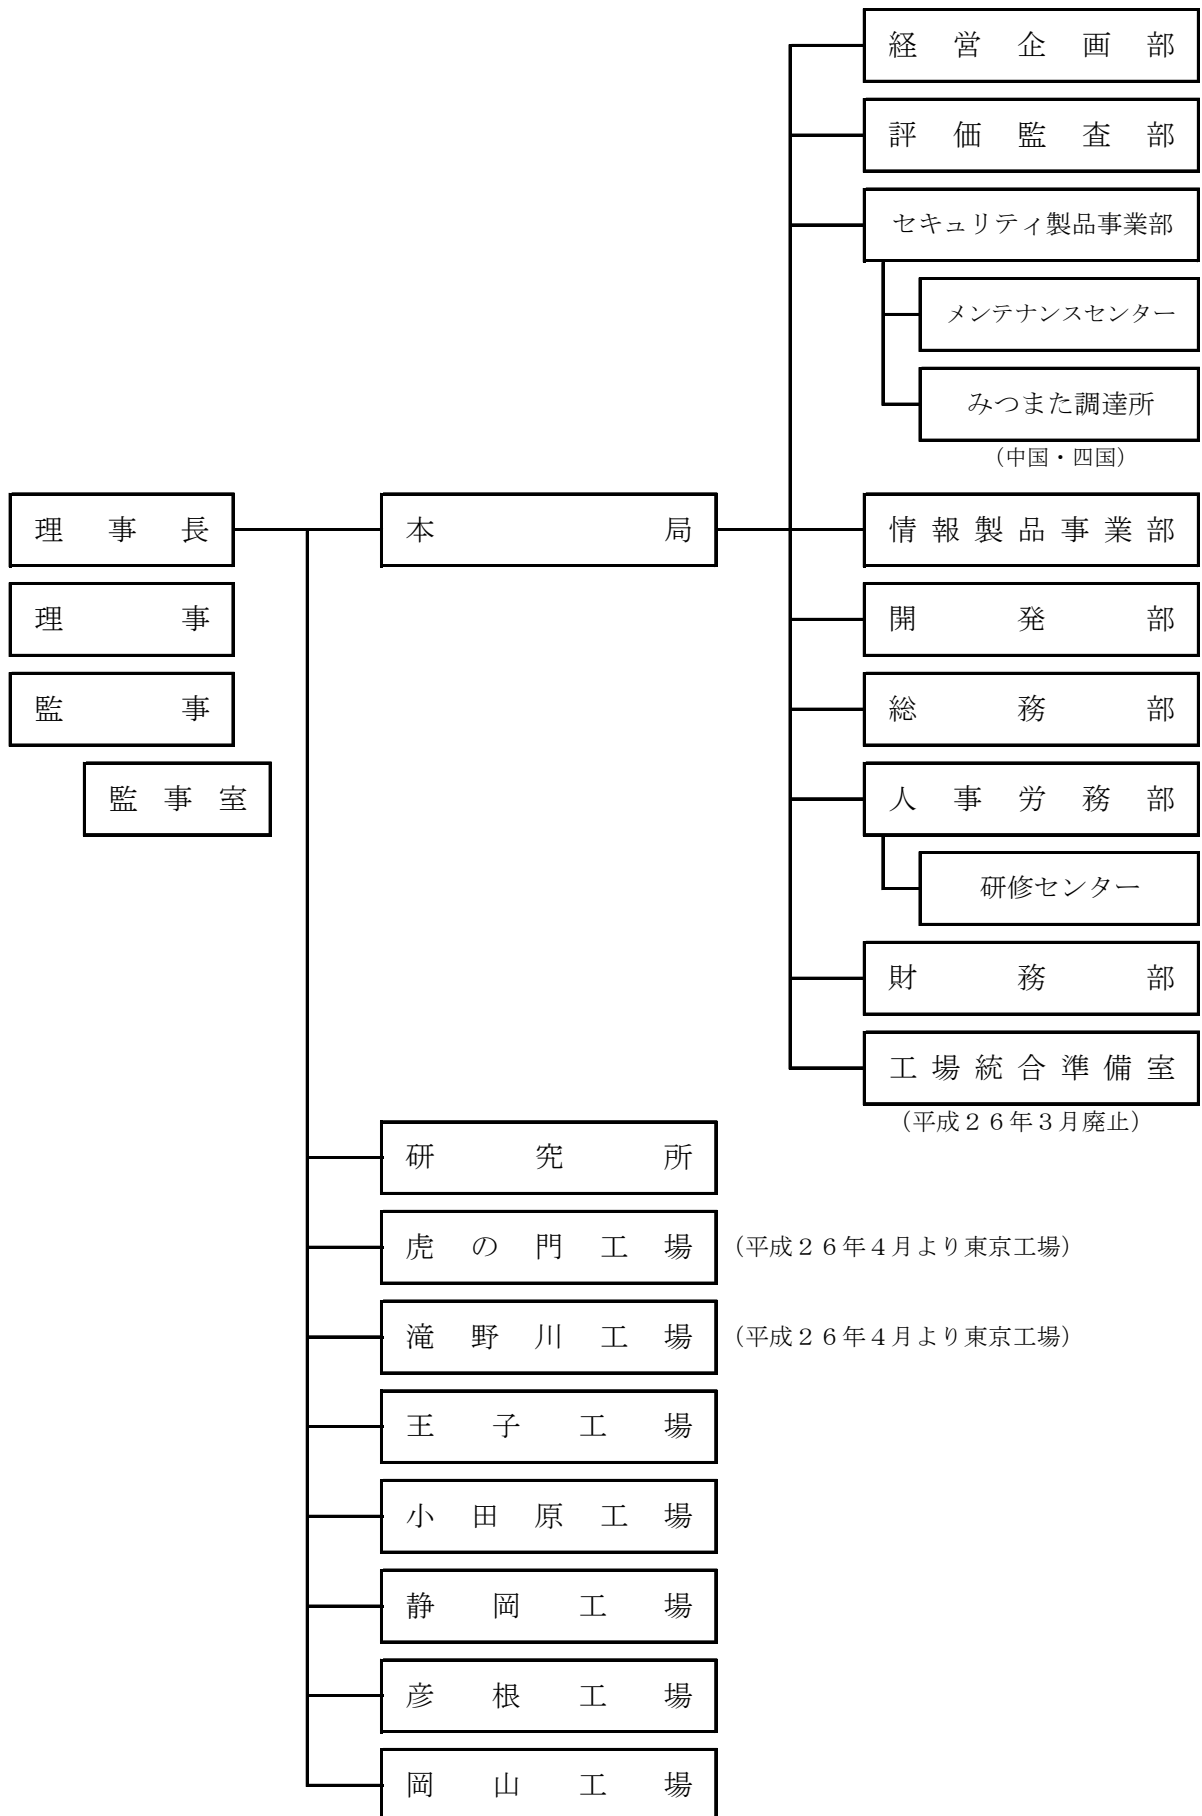 経営企画部
評価監査部
セキュリティ製品事業部
メンテナンスセンター
みつまた調達所
(中国・四国)
理事長
本局
情報製品事業部
理事
開発部
監事
総務部
監事室
人事労務部
研修センター
財務部
工場統合準備室
(平成26年3月廃止)
研究所
虎の門工場 (平成26年4月より東京工場)
滝野川工場 (平成26年4月より東京工場)
王子工場
小田原工場
静岡工場
彦根工場
岡山工場